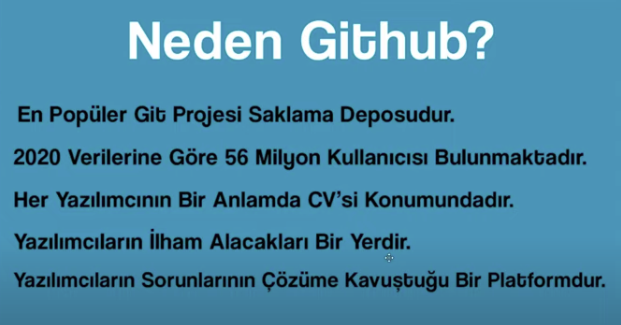 Neden Github?
En Popüler Git Projesi Saklama Deposudur.
2020 Verilerine Göre 56 Milyon Kullanıcısı Bulunmaktadır.
Her Yazılımcının Bir Anlamda CV'si Konumundadır.
Yazılımcıların İlham Alacakları Bir Yerdir.
Yazılımcıların Sorunlarının Çözüme Kavuştuğu Bir Platformdur.